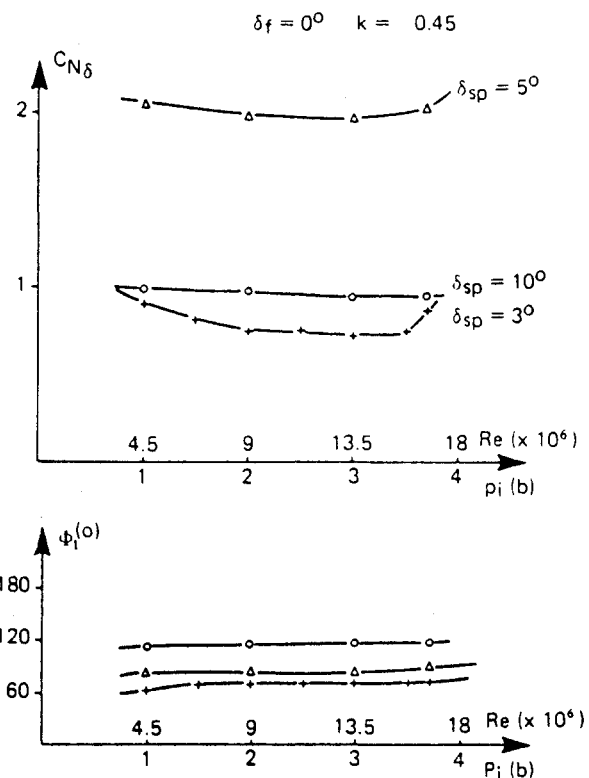 δf = 0° k = 0.45
CNδ
δsp = 5°
2
1
δsp = 10°
δsp = 3°
4.5 9 13.5 18 Re (x 10⁶)
1 2 3 4 pi (b)
Φ1(o)
180
120
60
4.5 9 13.5 18 Re (x 10⁶)
1 2 3 4 Pi (b)